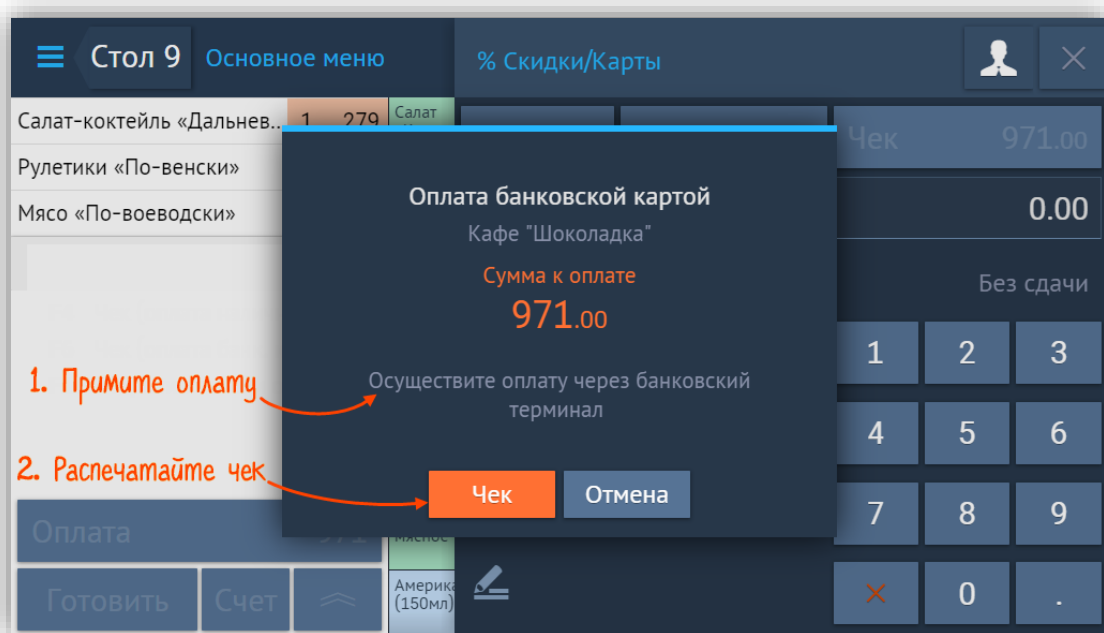 Стол 9
Основное меню
% Скидки/Карты
Салат-коктейль «Дальнев..
1 279
Салат
Рулетики «По-венски»
Мясо «По-воеводски»
Чек 971.00
0.00
Без сдачи
Оплата банковской картой
Кафе "Шоколадка"
Сумма к оплате
971.00
Осуществите оплату через банковский
терминал
Чек
Отмена
1. Примите оплату
2. Распечатайте чек
1 2 3
4 5 6
7 8 9
× 0 .
Оплата
Готовить
Счет
Америка
(150мл)